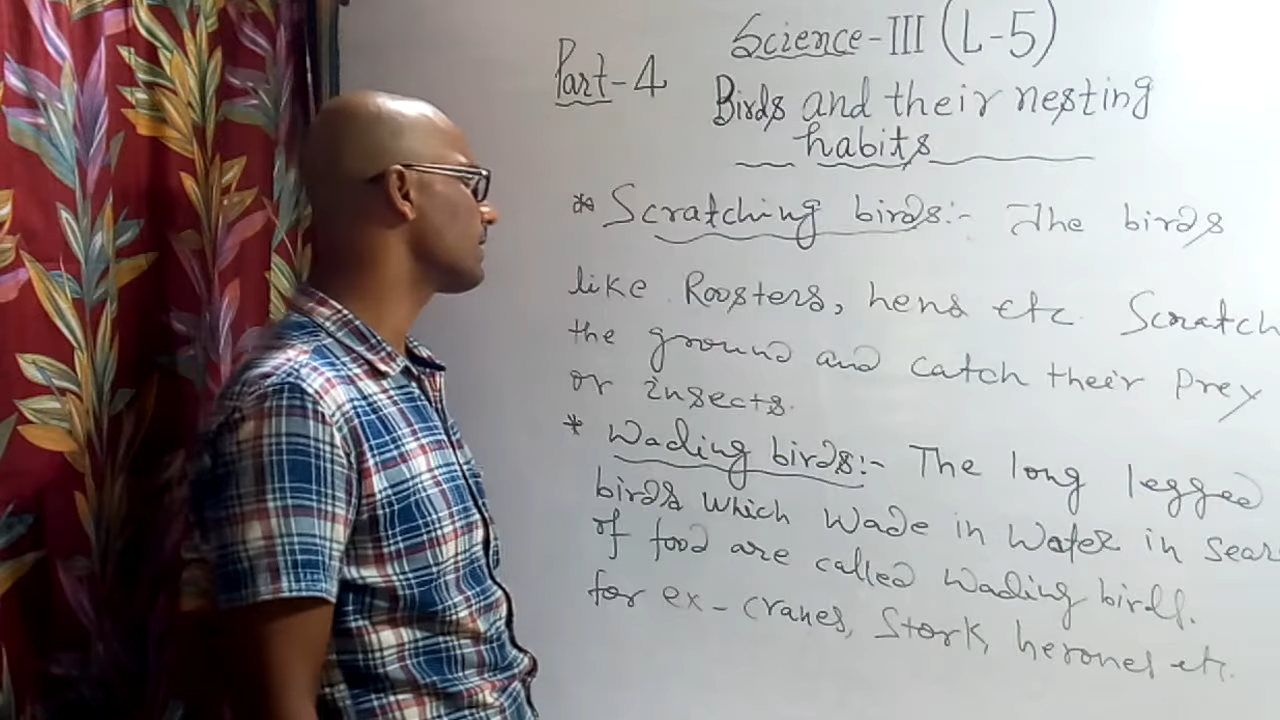 Science-III (L-5)
Part-4
Birds and their nesting
habits
* Scratching birds:- The birds
like Roosters, hens etc. Scratch
the ground and catch their Prey
or insects.
* Wading birds:- The long legged
birds which wade in water in sear
of food are called wading birds.
for ex- cranes, Stork, herones etc.